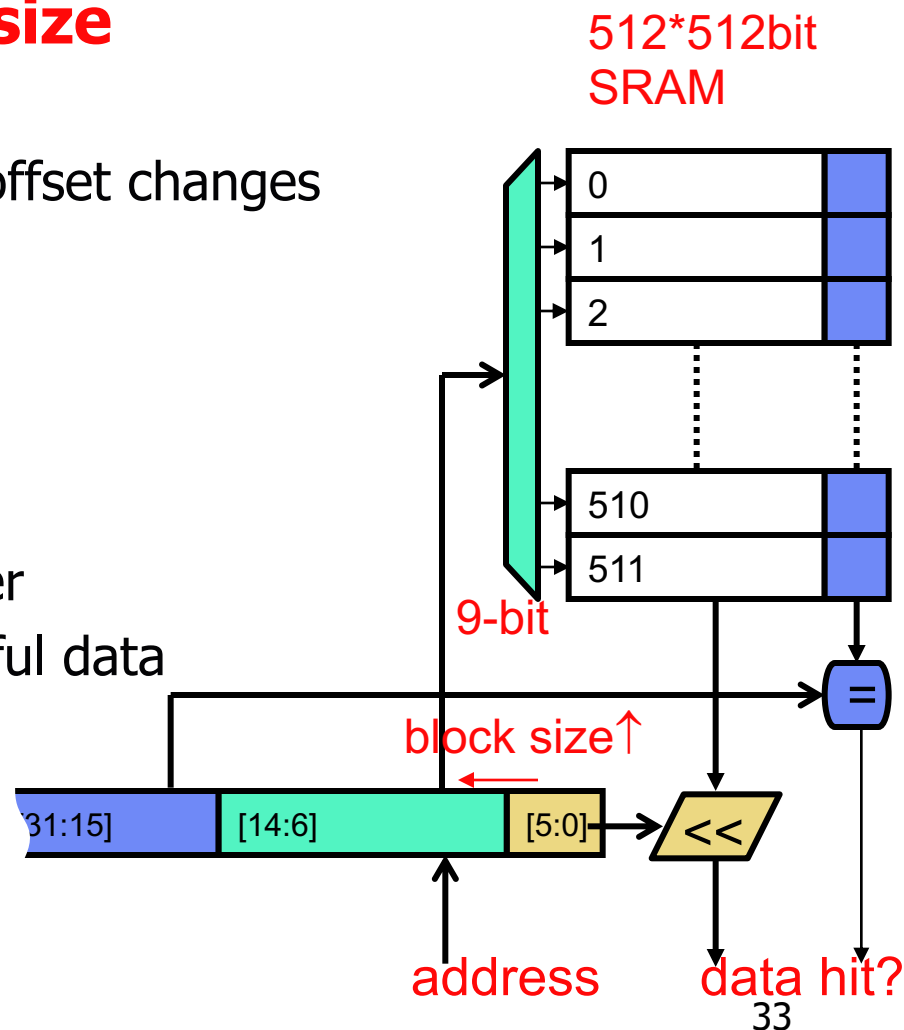 size
512*512bit
SRAM
offset changes
0
1
2
510
511
er
ful data
9-bit
=
block size↑
31:15]
[14:6]
[5:0]
<<
address
data hit?
33